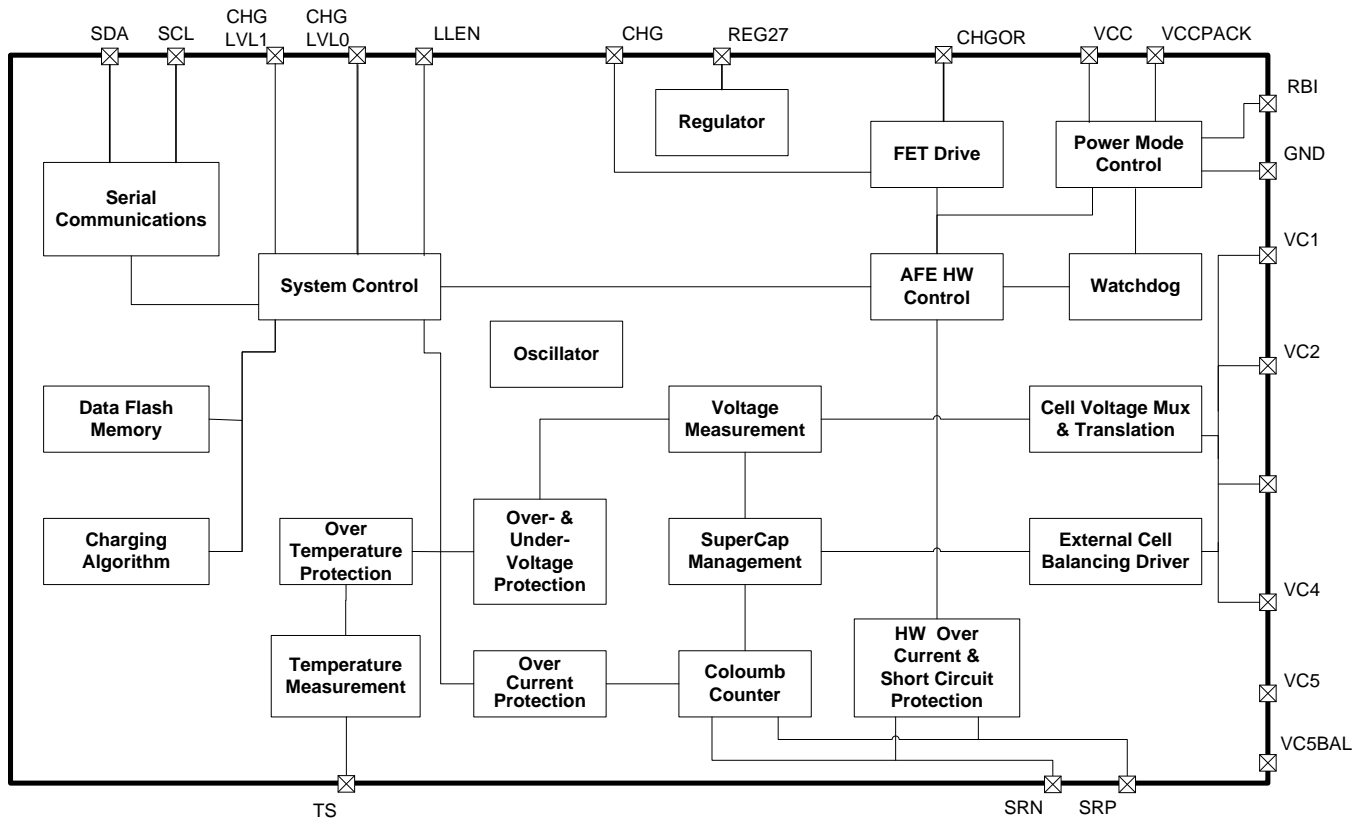 SDA
SCL
CHG
LVL1
CHG
LVL0
LLEN
CHG
REG27
CHGOR
VCC
VCCPACK
RBI
Regulator
FET Drive
Power Mode
Control
GND
Serial
Communications
VC1
System Control
AFE HW
Control
Watchdog
Oscillator
VC2
Data Flash
Memory
Voltage
Measurement
Cell Voltage Mux
& Translation
Charging
Algorithm
Over
Temperature
Protection
Over- &
Under-
Voltage
Protection
SuperCap
Management
External Cell
Balancing Driver
VC4
Temperature
Measurement
Over
Current
Protection
Coloumb
Counter
HW Over
Current &
Short Circuit
Protection
VC5
VC5BAL
TS
SRN
SRP